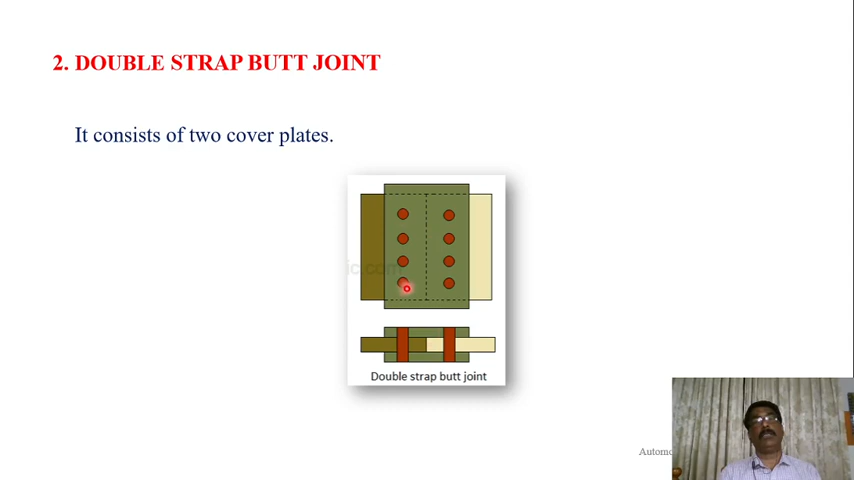 2. DOUBLE STRAP BUTT JOINT
It consists of two cover plates.
Double strap butt joint